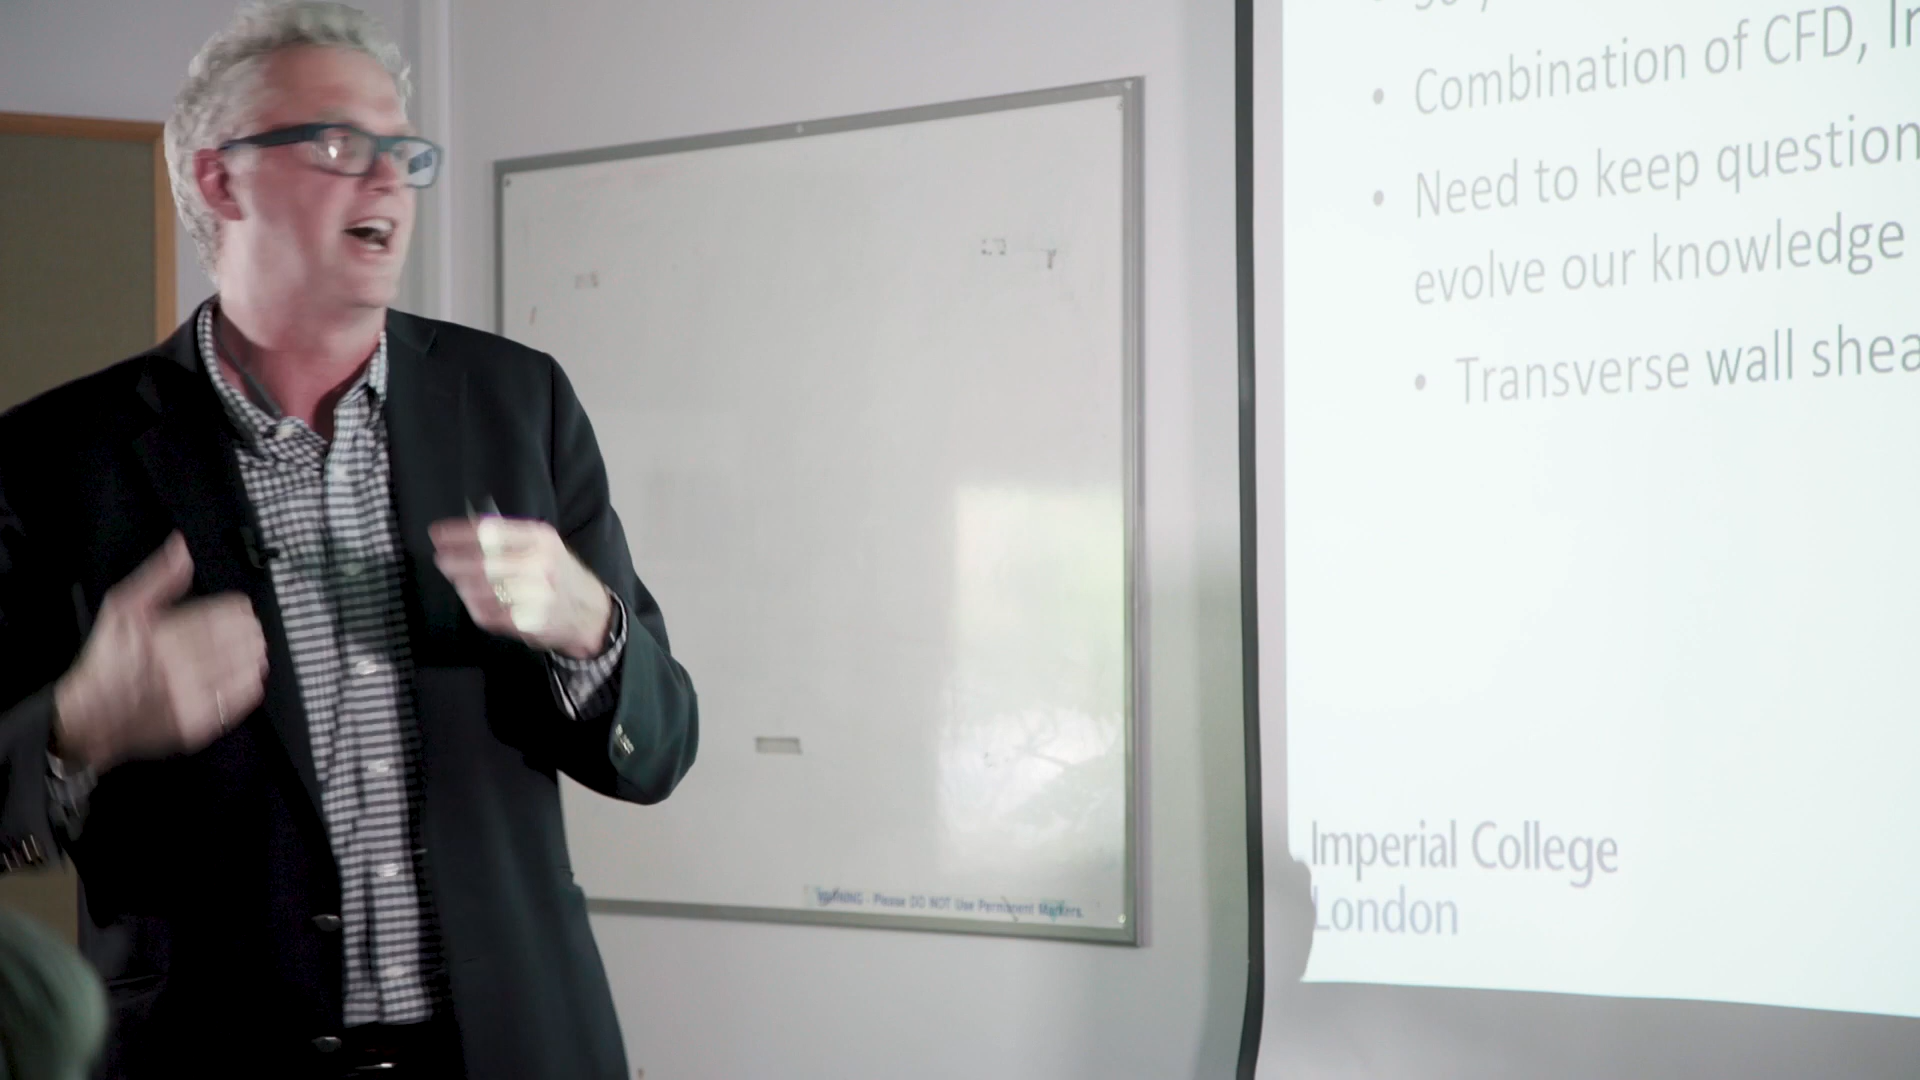 • Combination of CFD,
• Need to keep question
evolve our knowledge
• Transverse wall shea
Imperial College
London
WARNING - Please DO NOT Use Permanent Markers.